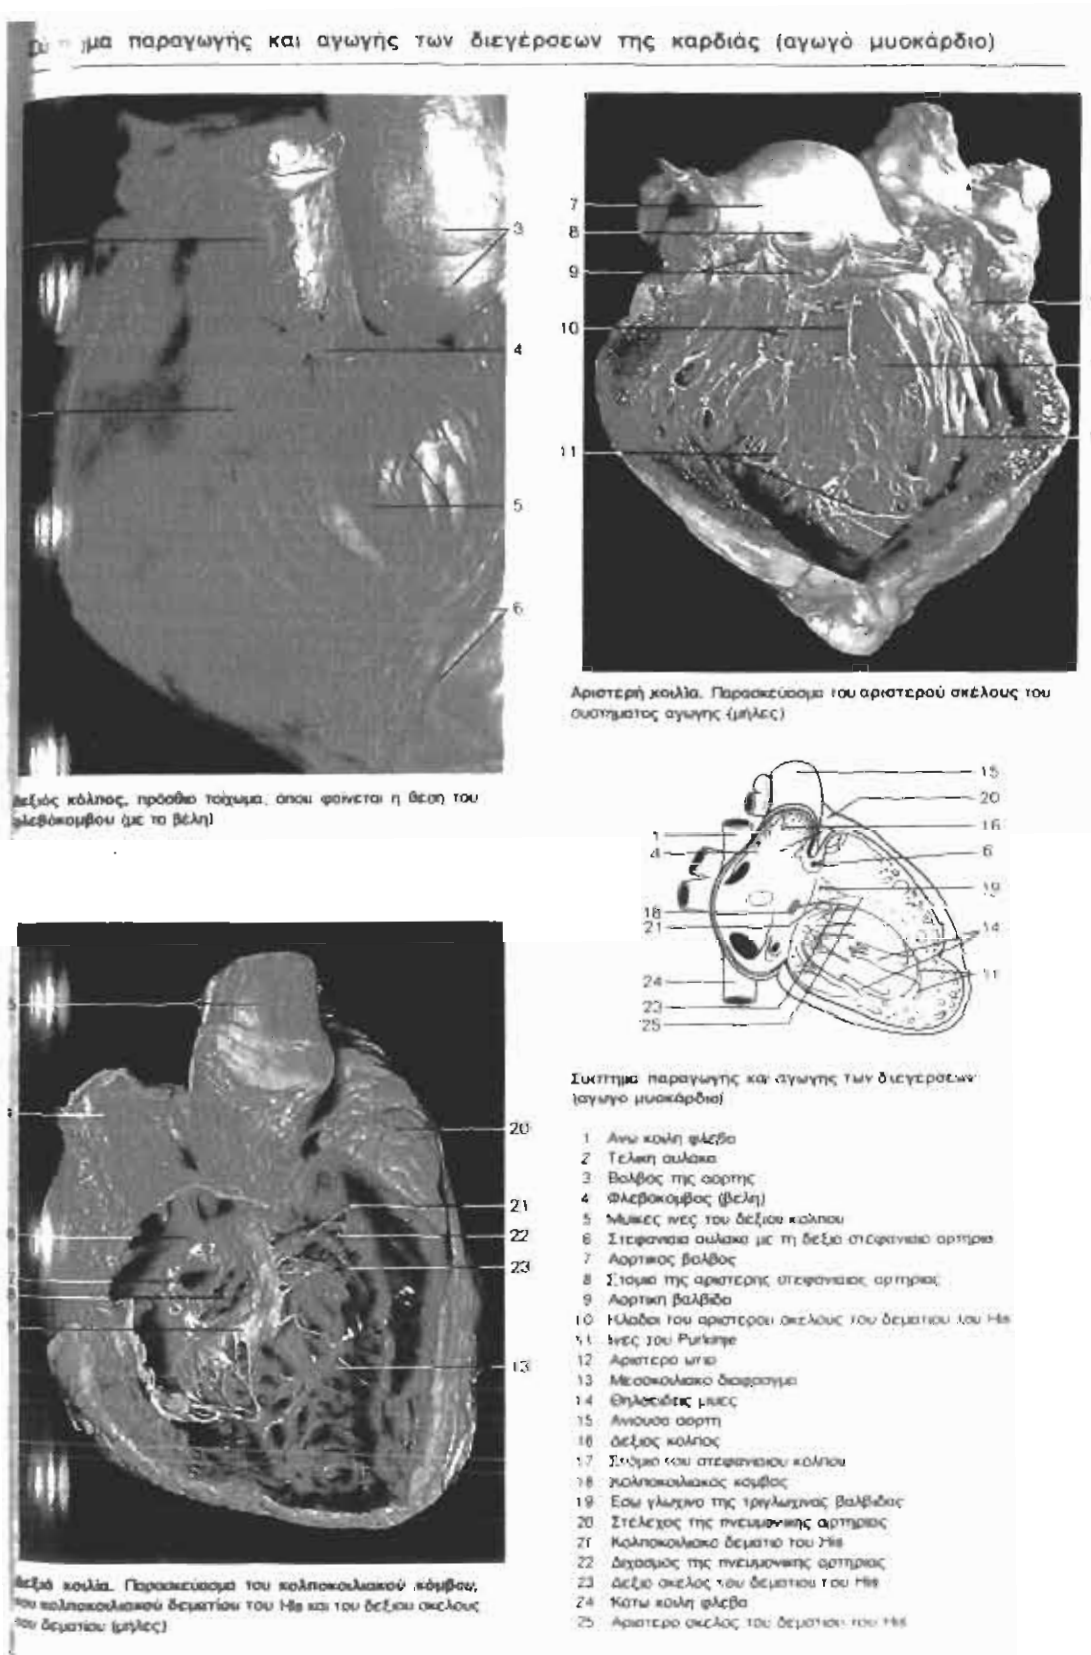 μα παραγωγής και αγωγής των διεγέρσεων της καρδιάς (αγωγό μυοκάρδιο)
3
4
5
6
7
8
9
10
11
Αριστερή κοιλία. Παρασκεύασμα του αριστερού σκέλους του
συστήματος αγωγής (μήλες)
Δεξιός κόλπος, πρόσθιο τοίχωμα, όπου φαίνεται η θέση του
φλεβόκομβου (με τα βέλη)
15
20
1
16
4
6
19
18
21
14
24
11
23
25
20
21
22
23
13
Δεξιά κοιλία. Παρασκεύασμα του κολποκοιλιακού κόμβου,
του κολποκοιλιακού δεματίου του His και του δεξιού σκέλους
του δεματίου (μήλες)
Σύστημα παραγωγής και αγωγής των διεγέρσεων
(αγωγό μυοκάρδιο)
1 Άνω κοίλη φλέβα
2 Τελική αύλακα
3 Βολβός της αορτής
4 Φλεβόκομβος (βέλη)
5 Μυϊκές ίνες του δεξιού κόλπου
6 Στεφανιαία αύλακα με τη δεξιά στεφανιαία αρτηρία
7 Αορτικός βολβός
8 Στόμιο της αριστερής στεφανιαίας αρτηρίας
9 Αορτική βαλβίδα
10 Κλάδοι του αριστερού σκέλους του δεματίου του His
11 Ίνες του Purkinje
12 Αριστερό ωτίο
13 Μεσοκοιλιακό διάφραγμα
14 Θηλοειδείς μύες
15 Ανιούσα αορτή
16 Δεξιός κόλπος
17 Στόμιο του στεφανιαίου κόλπου
18 Κολποκοιλιακός κόμβος
19 Έσω γλωχίνα της τριγλώχινας βαλβίδας
20 Στέλεχος της πνευμονικής αρτηρίας
21 Κολποκοιλιακό δεμάτιο του His
22 Διχασμός της πνευμονικής αρτηρίας
23 Δεξιό σκέλος του δεματίου του His
24 Κάτω κοίλη φλέβα
25 Αριστερό σκέλος του δεματίου του His